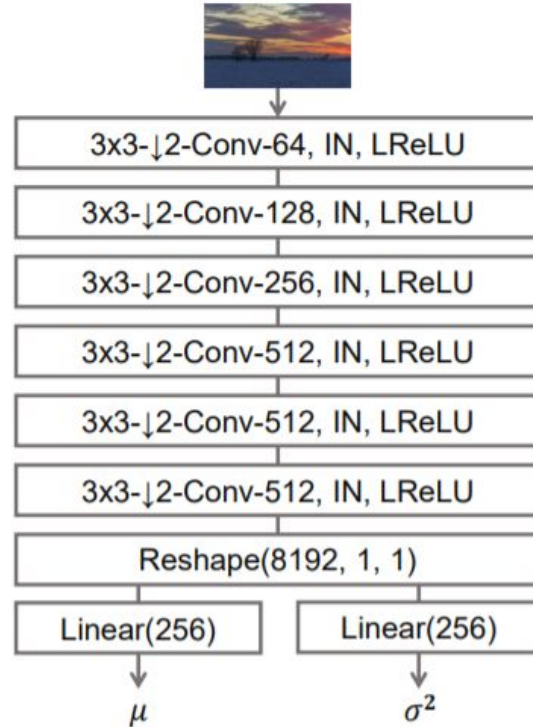 3x3-↓2-Conv-64, IN, LReLU
3x3-↓2-Conv-128, IN, LReLU
3x3-↓2-Conv-256, IN, LReLU
3x3-↓2-Conv-512, IN, LReLU
3x3-↓2-Conv-512, IN, LReLU
3x3-↓2-Conv-512, IN, LReLU
Reshape(8192, 1, 1)
Linear(256) Linear(256)
μ σ²